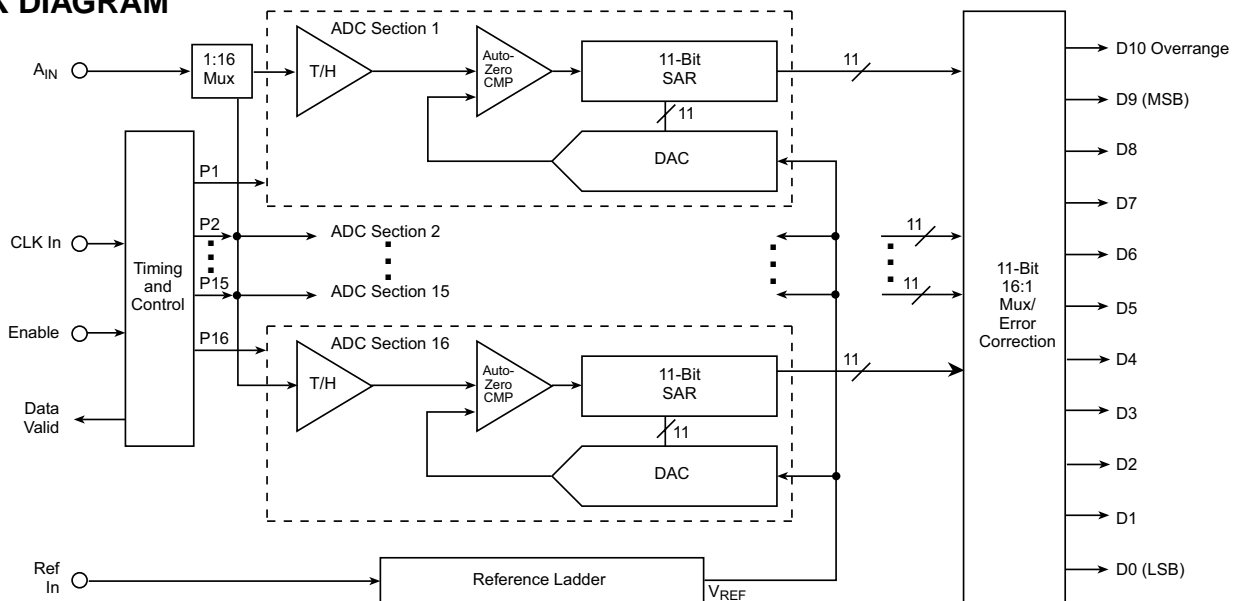 K DIAGRAM
ADC Section 1
A_IN
1:16
Mux
T/H
Auto-
Zero
CMP
11-Bit
SAR
11
11
DAC
P1
P2
P15
P16
CLK In
Enable
Data
Valid
Timing
and
Control
ADC Section 2
ADC Section 15
11
11
ADC Section 16
T/H
Auto-
Zero
CMP
11-Bit
SAR
11
11
DAC
Ref
In
Reference Ladder
V_REF
11-Bit
16:1
Mux/
Error
Correction
D10 Overrange
D9 (MSB)
D8
D7
D6
D5
D4
D3
D2
D1
D0 (LSB)